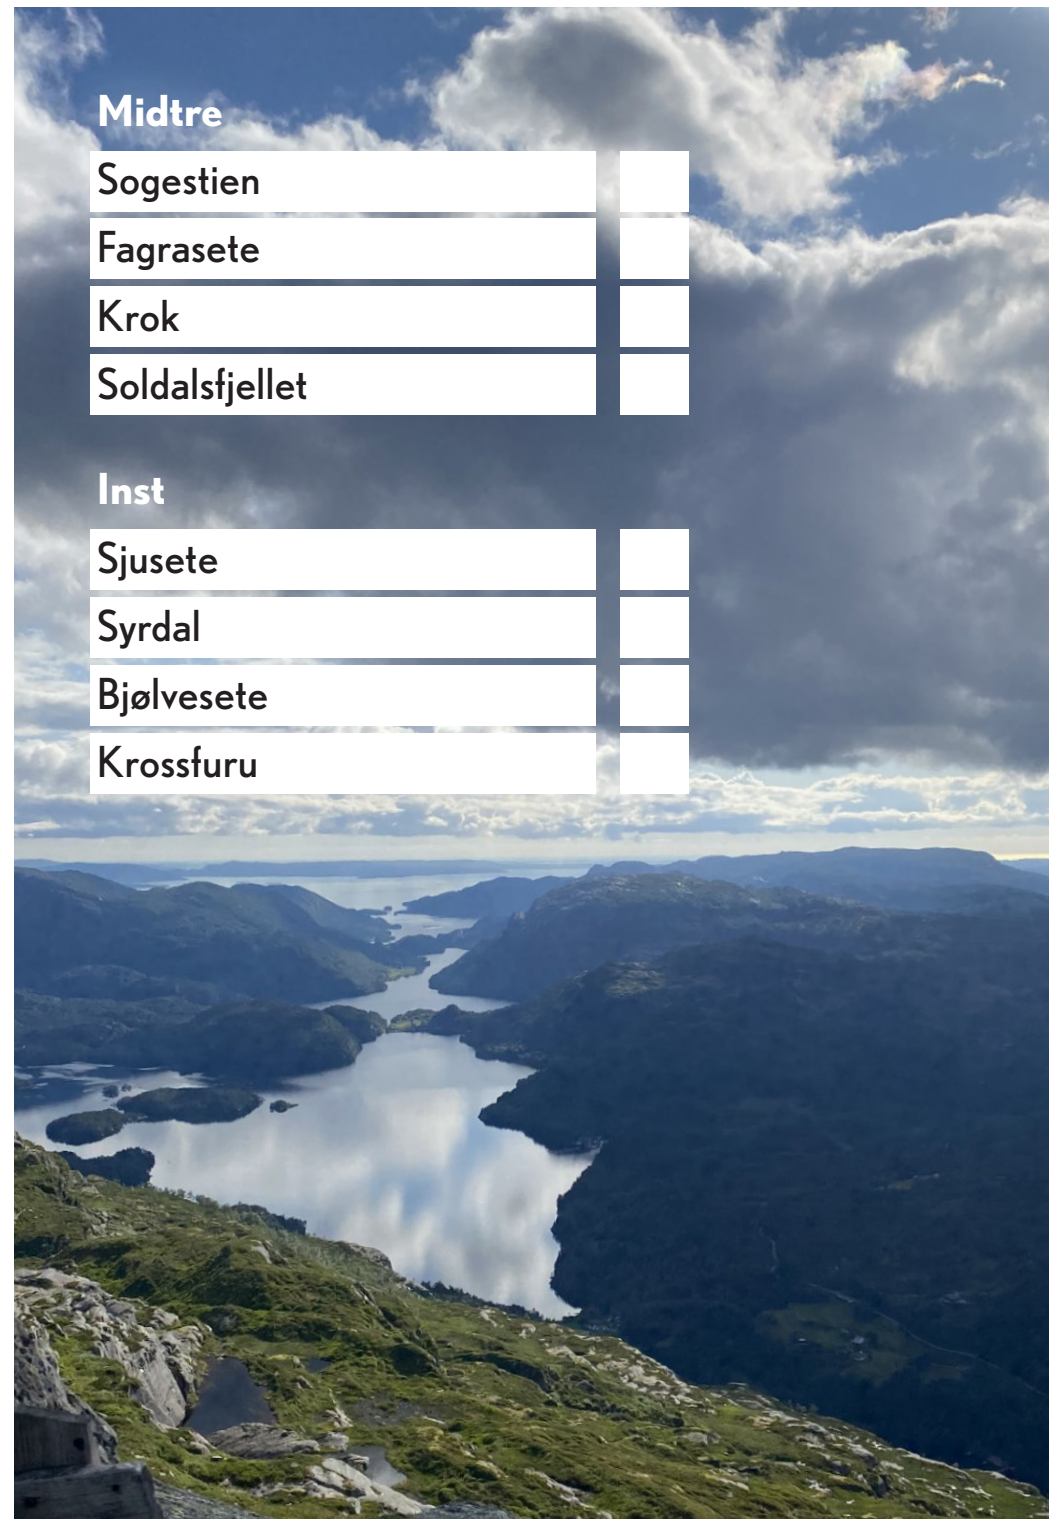 Midtre
Sogestien
Fagrasete
Krok
Soldalsfjellet
Inst
Sjusete
Syrdal
Bjølvesete
Krossfuru